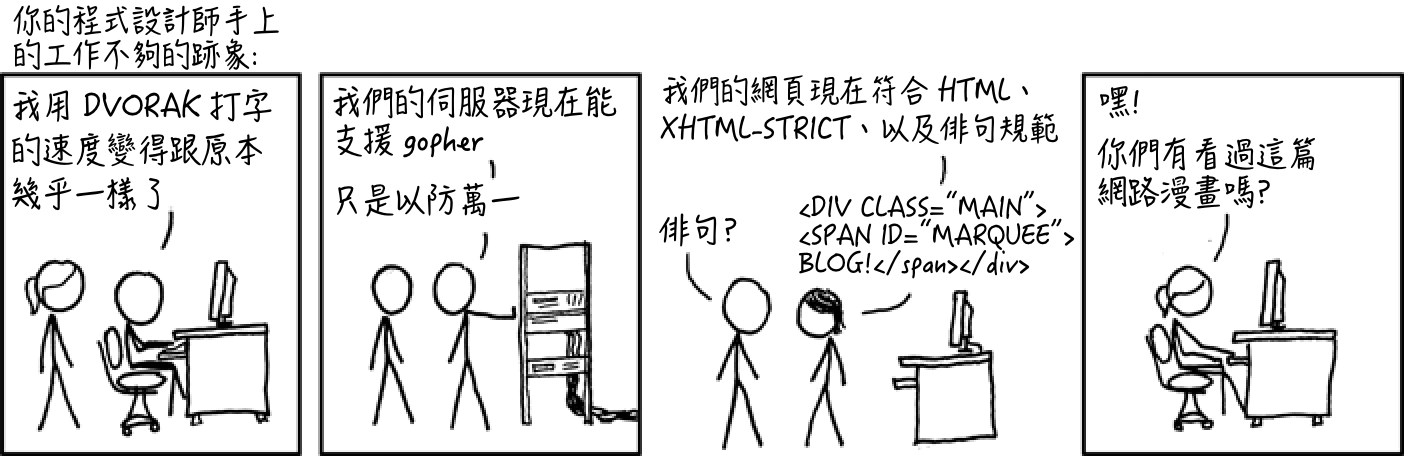 你的程式設計師手上
的工作不夠的跡象:
我用 DVORAK 打字
的速度變得跟原本
幾乎一樣了
我們的伺服器現在能
支援 gopher
只是以防萬一
我們的網頁現在符合 HTML、
XHTML-STRICT、以及俳句規範
俳句?
<DIV CLASS="MAIN">
<SPAN ID="MARQUEE">
BLOG!</span></div>
嘿!
你們有看過這篇
網路漫畫嗎?